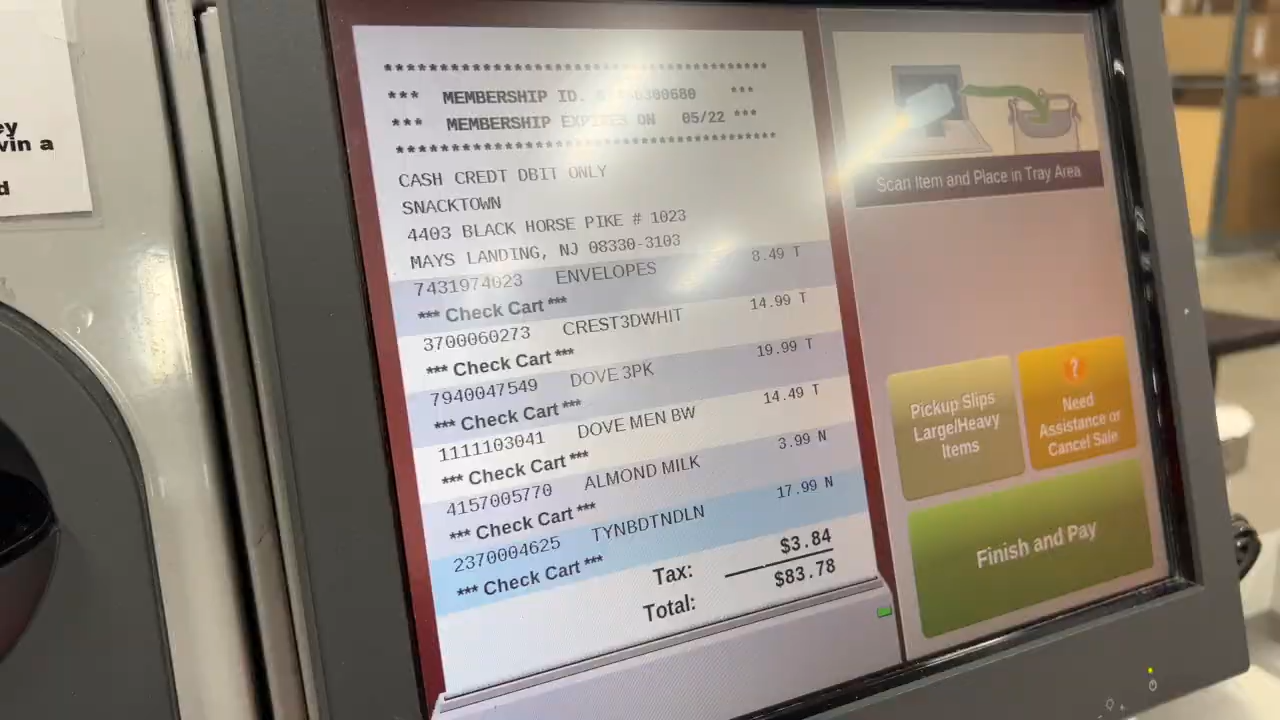 ey
vin a
d
***********************************
*** MEMBERSHIP ID. 300680 ***
*** MEMBERSHIP EXPIRES ON 05/22 ***
***********************************
CASH CREDT DBIT ONLY
SNACKTOWN
4403 BLACK HORSE PIKE # 1023
MAYS LANDING, NJ 08330-3103
7431974023 ENVELOPES 8.49 T
*** Check Cart ***
3700060273 CREST3DWHIT 14.99 T
*** Check Cart ***
7940047549 DOVE 3PK 19.99 T
*** Check Cart ***
1111103041 DOVE MEN BW 14.49 T
*** Check Cart ***
4157005770 ALMOND MILK 3.99 N
*** Check Cart ***
2370004625 TYNBDTNDLN 17.99 N
*** Check Cart ***
Tax: $3.84
Total: $83.78
Scan Item and Place in Tray Area
Pickup Slips
Large/Heavy
Items
?
Need
Assistance or
Cancel Sale
Finish and Pay